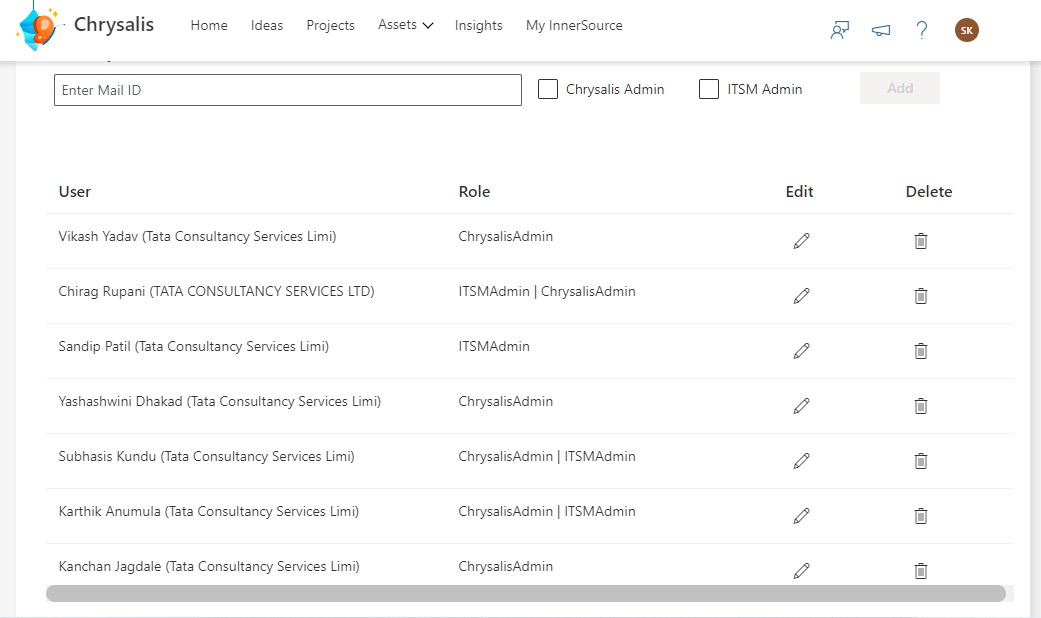 Chrysalis Home Ideas Projects Assets Insights My InnerSource ? SK
Enter Mail ID Chrysalis Admin ITSM Admin Add
User Role Edit Delete
Vikash Yadav (Tata Consultancy Services Limi) ChrysalisAdmin
Chirag Rupani (TATA CONSULTANCY SERVICES LTD) ITSMAdmin | ChrysalisAdmin
Sandip Patil (Tata Consultancy Services Limi) ITSMAdmin
Yashashwini Dhakad (Tata Consultancy Services Limi) ChrysalisAdmin
Subhasis Kundu (Tata Consultancy Services Limi) ChrysalisAdmin | ITSMAdmin
Karthik Anumula (Tata Consultancy Services Limi) ChrysalisAdmin | ITSMAdmin
Kanchan Jagdale (Tata Consultancy Services Limi) ChrysalisAdmin